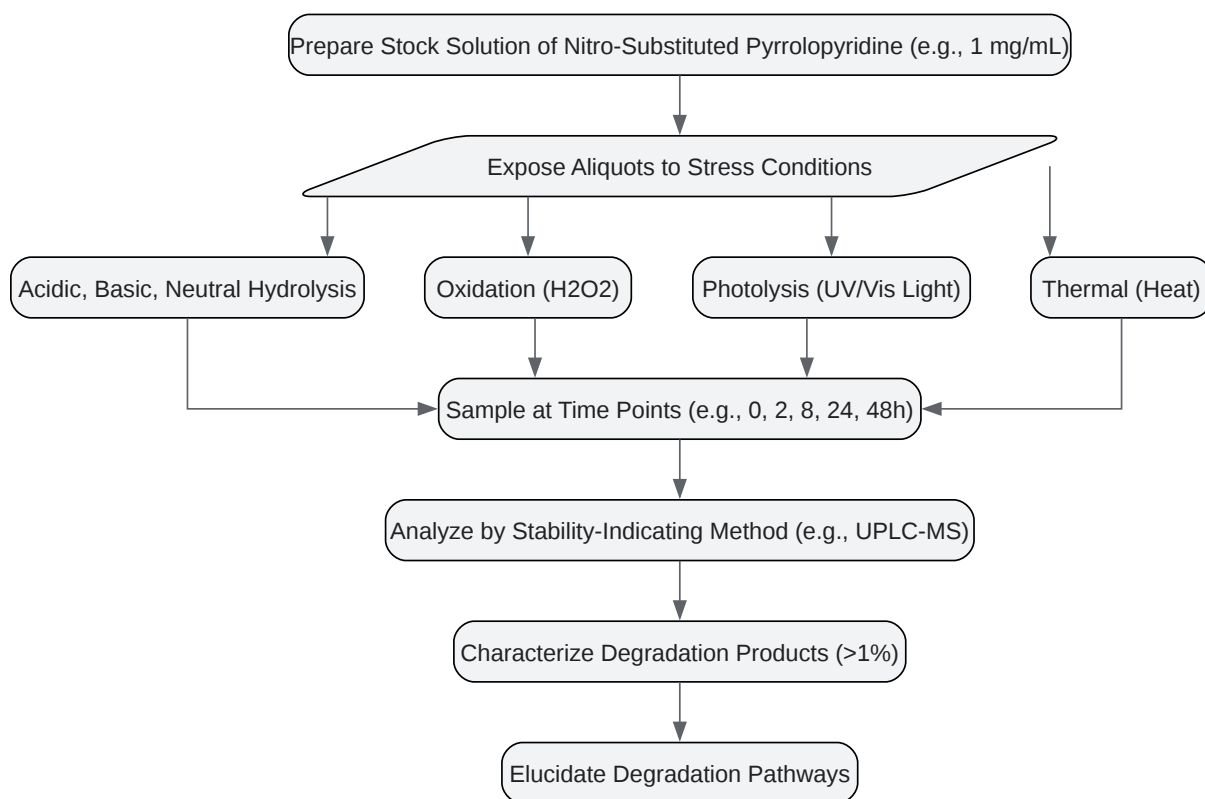 Prepare Stock Solution of Nitro-Substituted Pyrrolopyridine (e.g., 1 mg/mL)
Expose Aliquots to Stress Conditions
Acidic, Basic, Neutral Hydrolysis
Oxidation (H2O2)
Photolysis (UV/Vis Light)
Thermal (Heat)
Sample at Time Points (e.g., 0, 2, 8, 24, 48h)
Analyze by Stability-Indicating Method (e.g., UPLC-MS)
Characterize Degradation Products (>1%)
Elucidate Degradation Pathways